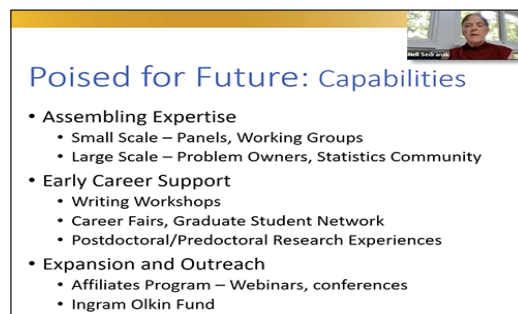 Nell Sedransk
Poised for Future: Capabilities
• Assembling Expertise
• Small Scale – Panels, Working Groups
• Large Scale – Problem Owners, Statistics Community
• Early Career Support
• Writing Workshops
• Career Fairs, Graduate Student Network
• Postdoctoral/Predoctoral Research Experiences
• Expansion and Outreach
• Affiliates Program – Webinars, conferences
• Ingram Olkin Fund